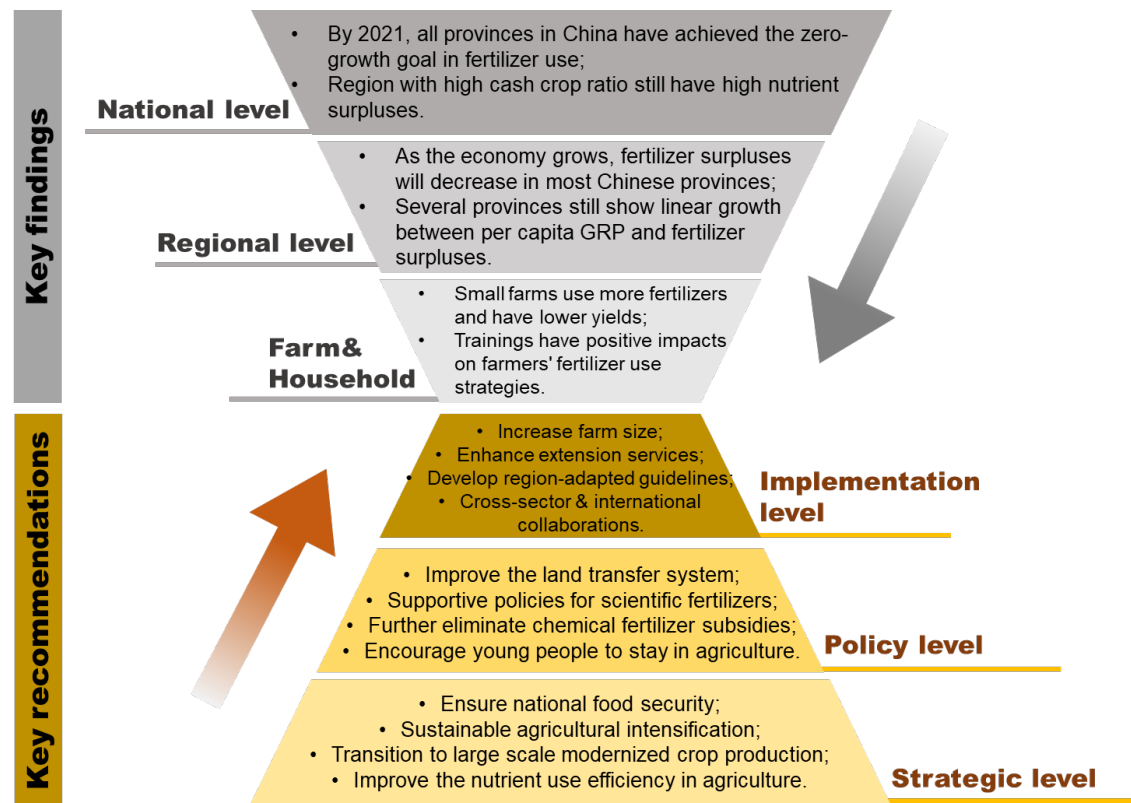 Key findings
National level
• By 2021, all provinces in China have achieved the zero-
growth goal in fertilizer use;
• Region with high cash crop ratio still have high nutrient
surpluses.
Regional level
• As the economy grows, fertilizer surpluses
will decrease in most Chinese provinces;
• Several provinces still show linear growth
between per capita GRP and fertilizer
surpluses.
Farm&
Household
• Small farms use more fertilizers
and have lower yields;
• Trainings have positive impacts
on farmers' fertilizer use
strategies.
Key recommendations
• Increase farm size;
• Enhance extension services;
• Develop region-adapted guidelines;
• Cross-sector & international
collaborations.
Implementation
level
• Improve the land transfer system;
• Supportive policies for scientific fertilizers;
• Further eliminate chemical fertilizer subsidies;
• Encourage young people to stay in agriculture.
Policy level
• Ensure national food security;
• Sustainable agricultural intensification;
• Transition to large scale modernized crop production;
• Improve the nutrient use efficiency in agriculture.
Strategic level